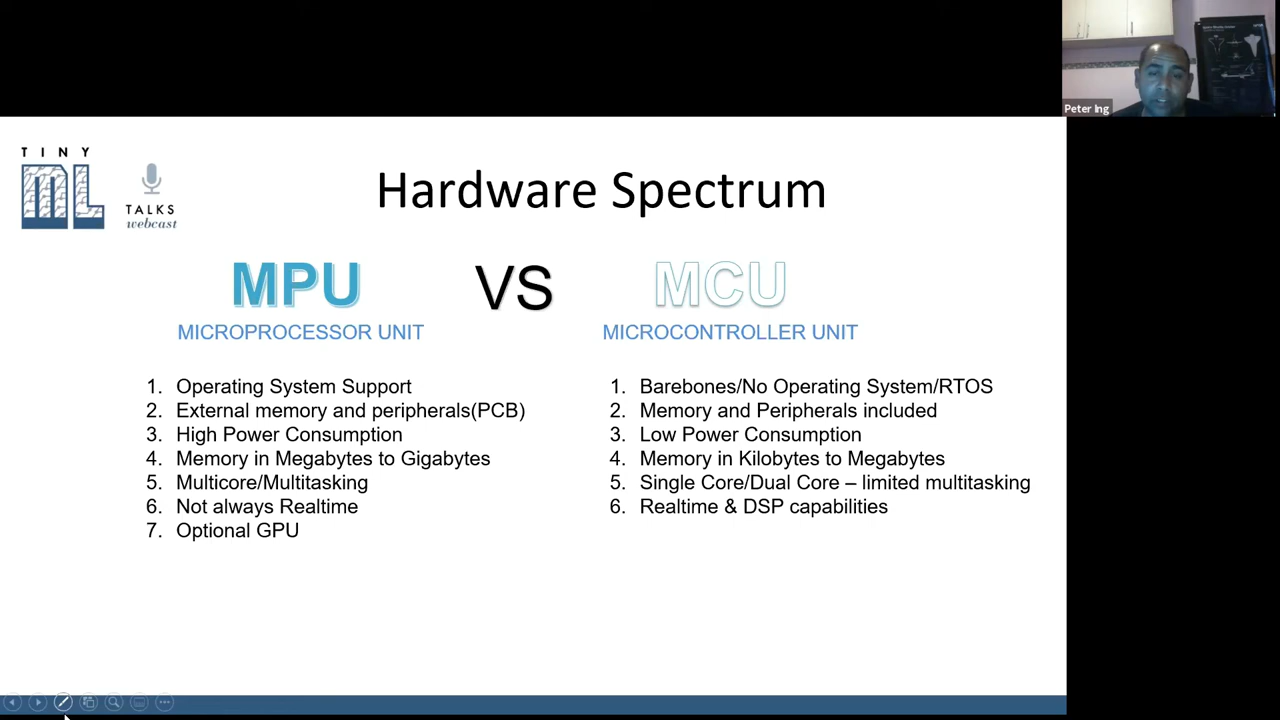 Peter Ing
TINY
ML
TALKS
webcast
Hardware Spectrum
MPU VS MCU
MICROPROCESSOR UNIT
MICROCONTROLLER UNIT
1. Operating System Support
2. External memory and peripherals(PCB)
3. High Power Consumption
4. Memory in Megabytes to Gigabytes
5. Multicore/Multitasking
6. Not always Realtime
7. Optional GPU
1. Barebones/No Operating System/RTOS
2. Memory and Peripherals included
3. Low Power Consumption
4. Memory in Kilobytes to Megabytes
5. Single Core/Dual Core – limited multitasking
6. Realtime & DSP capabilities